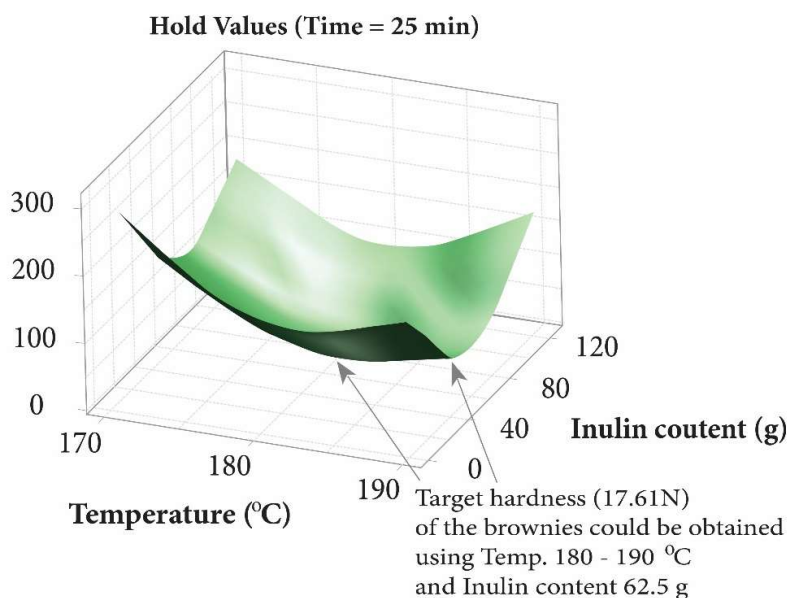 Hold Values (Time = 25 min)
300
200
100
0
170
180
190
Temperature (ºC)
0
40
80
120
Inulin coutent (g)
Target hardness (17.61N)
of the brownies could be obtained
using Temp. 180 - 190 ºC
and Inulin content 62.5 g